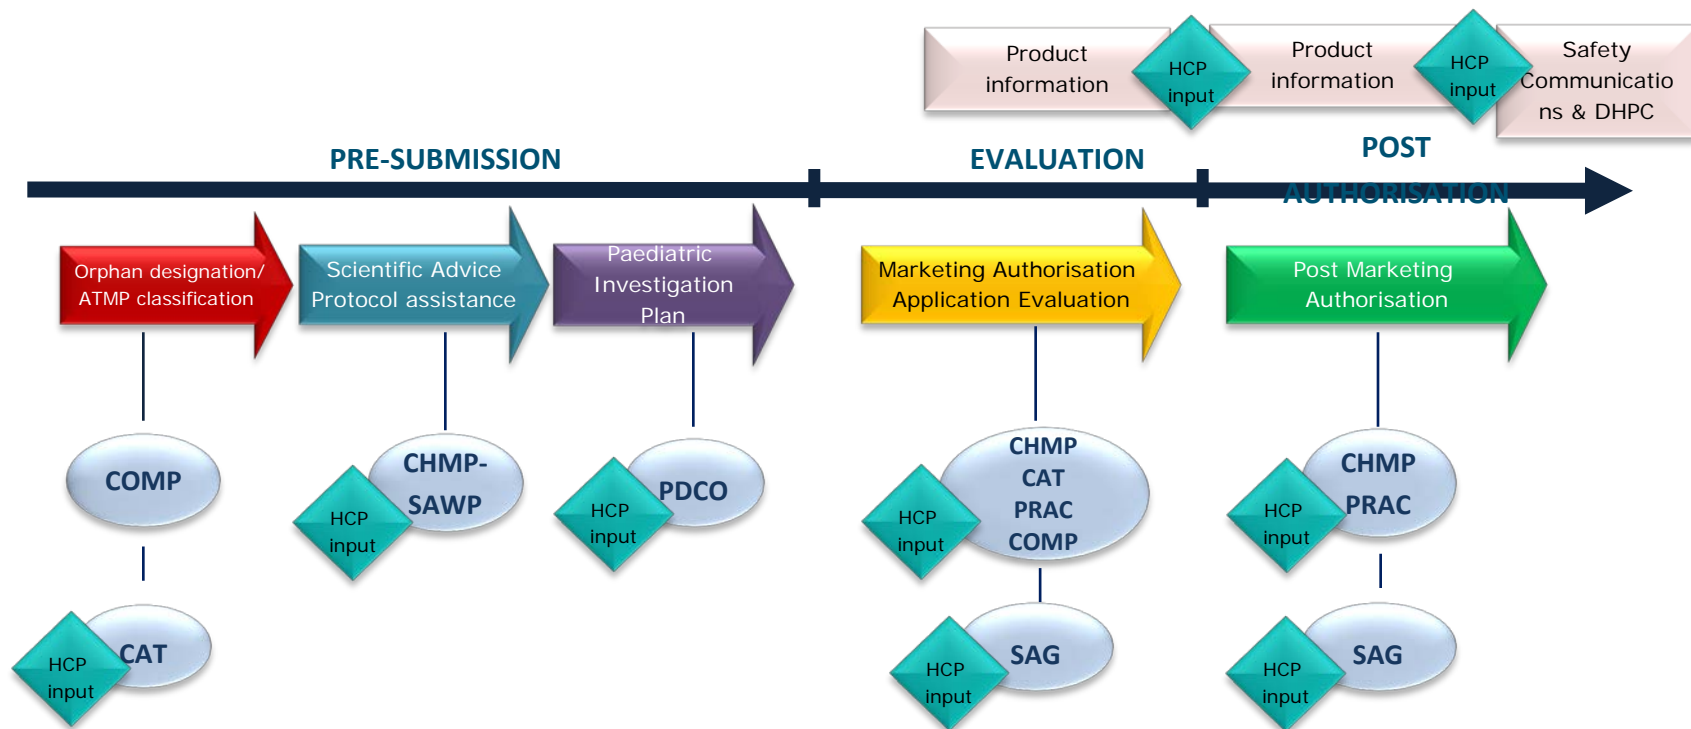 Product
information
HCP
input
Product
information
HCP
input
Safety
Communicatio
ns & DHPC
PRE-SUBMISSION
EVALUATION
POST
AUTHORISATION
Orphan designation/
ATMP classification
Scientific Advice
Protocol assistance
Paediatric
Investigation
Plan
Marketing Authorisation
Application Evaluation
Post Marketing
Authorisation
COMP
HCP
input
CHMP-
SAWP
HCP
input
PDCO
HCP
input
CHMP
CAT
PRAC
COMP
HCP
input
CHMP
PRAC
HCP
input
CAT
HCP
input
SAG
HCP
input
SAG